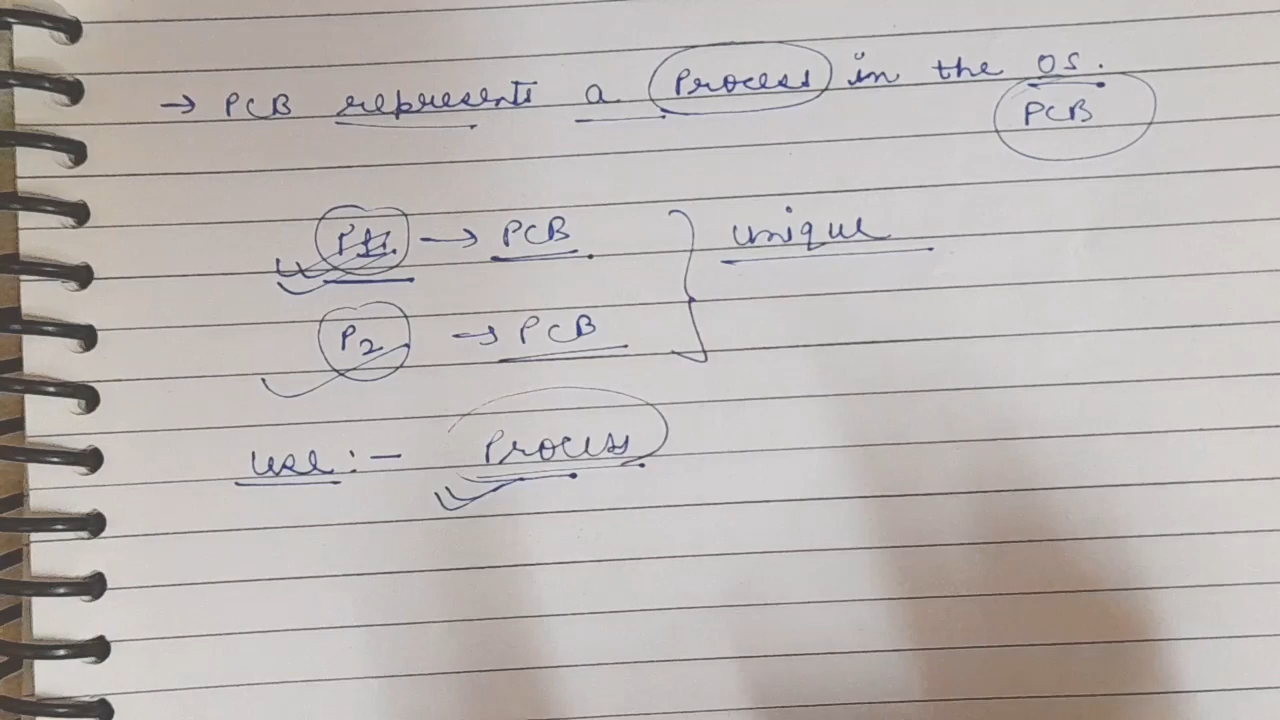 → PCB represents a Process in the OS.
PCB
P1 → PCB } unique
P2 → PCB
use :- Process